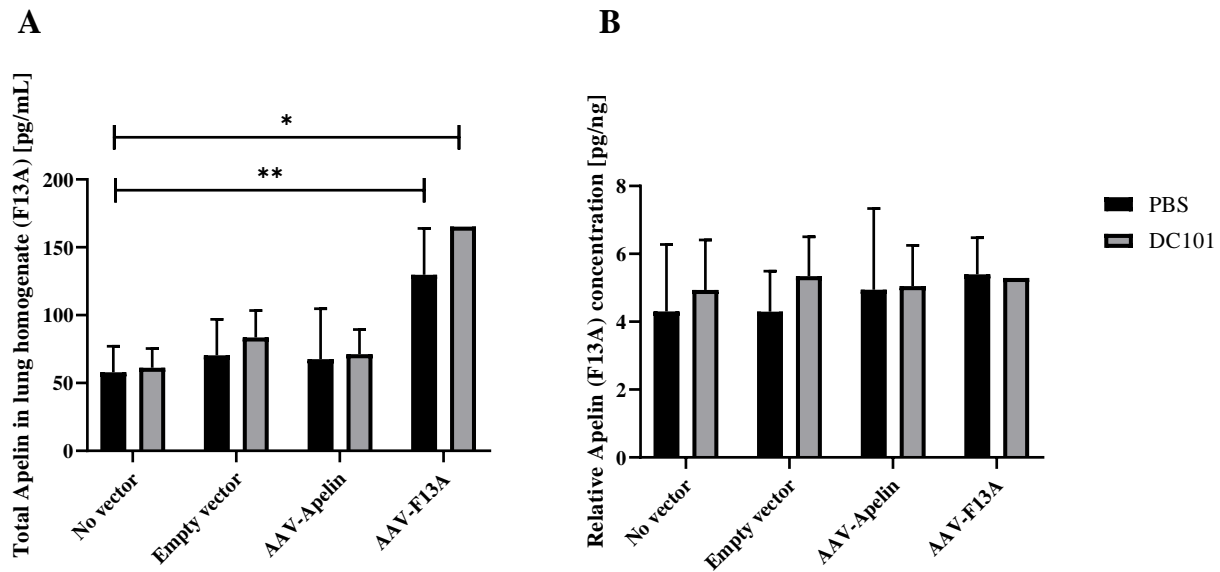 A
Total Apelin in lung homogenate (F13A) [pg/mL]
*
**
200
150
100
50
0
No vector
Empty vector
AAV-Apelin
AAV-F13A
B
Relative Apelin (F13A) concentration [pg/ng]
8
6
4
2
0
No vector
Empty vector
AAV-Apelin
AAV-F13A
PBS
DC101